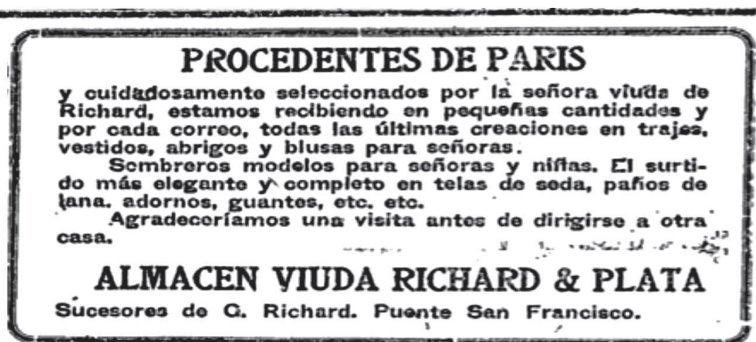 PROCEDENTES DE PARIS
y cuidadosamente seleccionados por la señora viuda de
Richard, estamos recibiendo en pequeñas cantidades y
por cada correo, todas las últimas creaciones en trajes,
vestidos, abrigos y blusas para señoras.
Sombreros modelos para señoras y niñas. El surti-
do más elegante y completo en telas de seda, paños de
lana, adornos, guantes, etc. etc.
Agradeceríamos una visita antes de dirigirse a otra
casa.
ALMACEN VIUDA RICHARD & PLATA
Sucesores de G. Richard. Puente San Francisco.